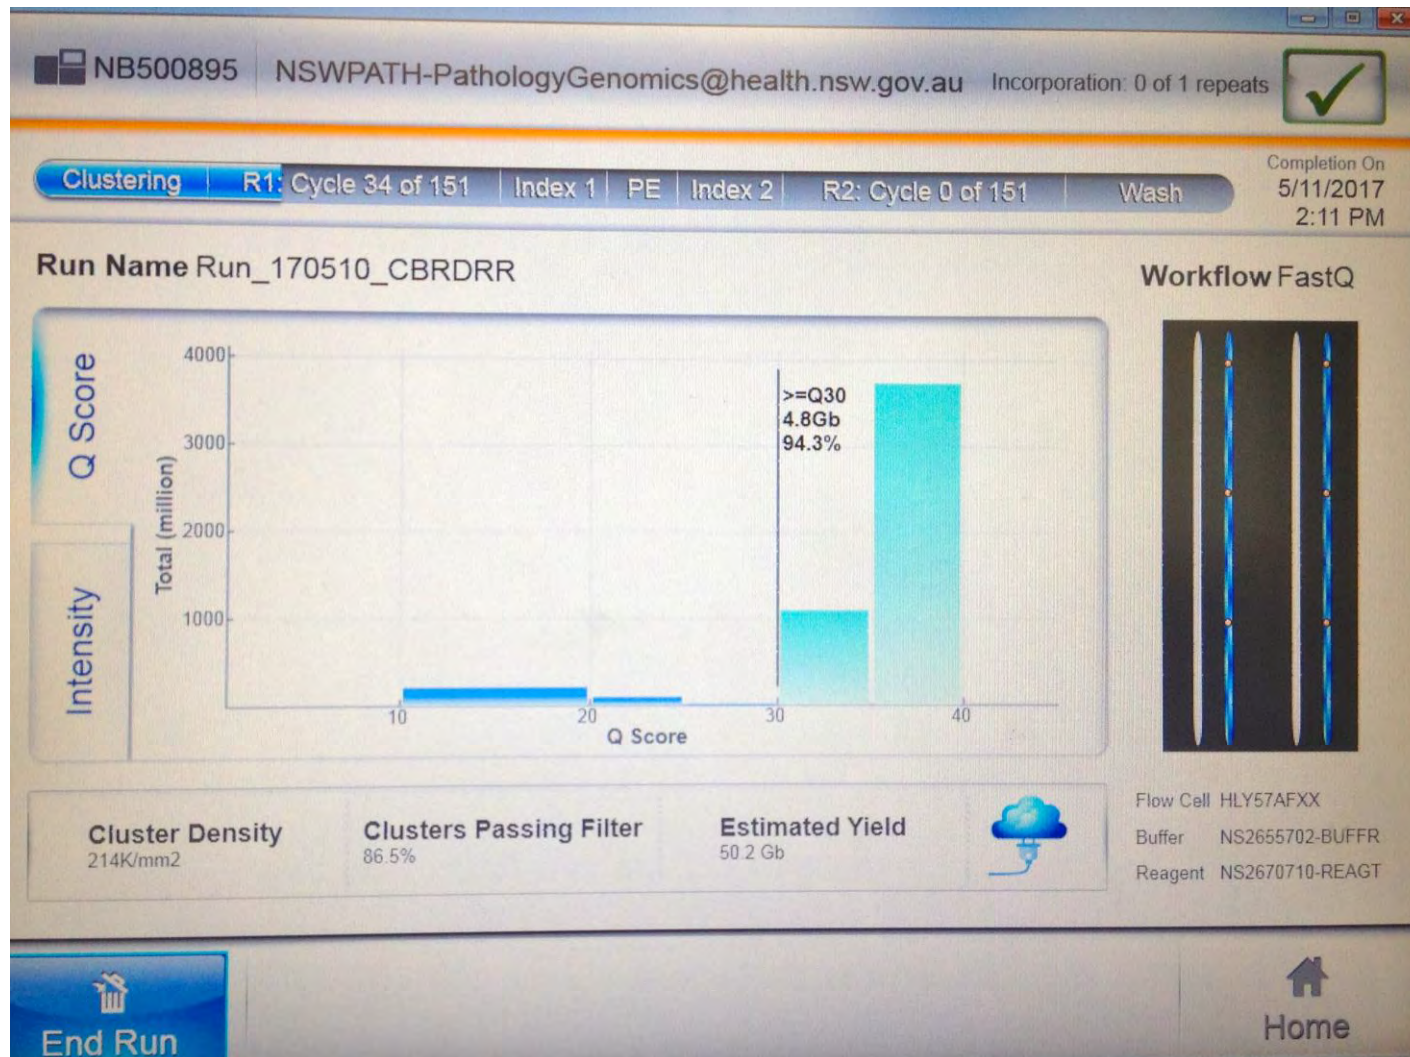 NB500895 NSWPATH-PathologyGenomics@health.nsw.gov.au Incorporation: 0 of 1 repeats
Clustering R1: Cycle 34 of 151 Index 1 PE Index 2 R2: Cycle 0 of 151 Wash
Completion On
5/11/2017
2:11 PM
Run Name Run_170510_CBRDRR
Workflow FastQ
Q Score
Intensity
Total (million)
4000
3000
2000
1000
>=Q30
4.8Gb
94.3%
10 20 30 40
Q Score
Cluster Density
214K/mm2
Clusters Passing Filter
86.5%
Estimated Yield
50.2 Gb
Flow Cell HLY57AFXX
Buffer NS2655702-BUFFR
Reagent NS2670710-REAGT
End Run
Home